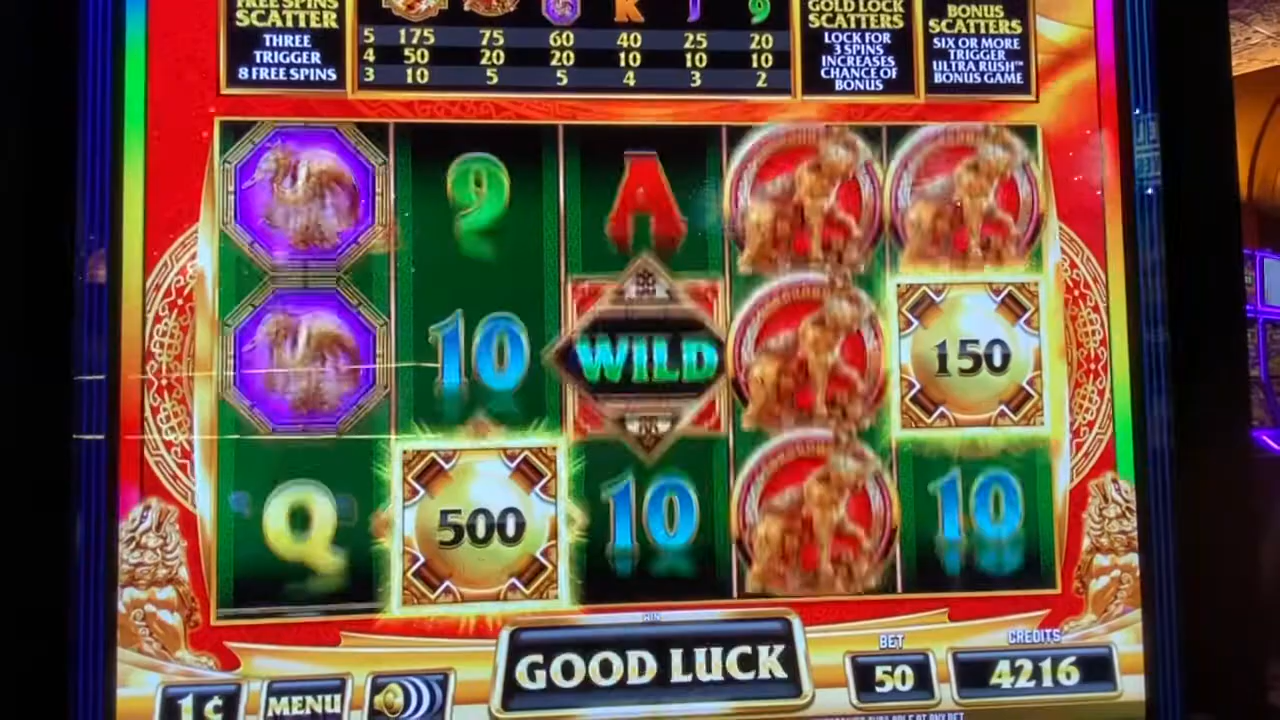 FREE SPINS
SCATTER
THREE
TRIGGER
8 FREE SPINS
K J 9
5 175 75 60 40 25 20
4 50 20 20 10 10 10
3 10 5 5 4 3 2
GOLD LOCK
SCATTERS
LOCK FOR
3 SPINS
INCREASES
CHANCE OF
BONUS
BONUS
SCATTERS
SIX OR MORE
TRIGGER
ULTRA RUSH™
BONUS GAME
9 A
10 WILD 150
Q 500 10 10
WIN
GOOD LUCK
BET
50
CREDITS
4216
1¢
MENU